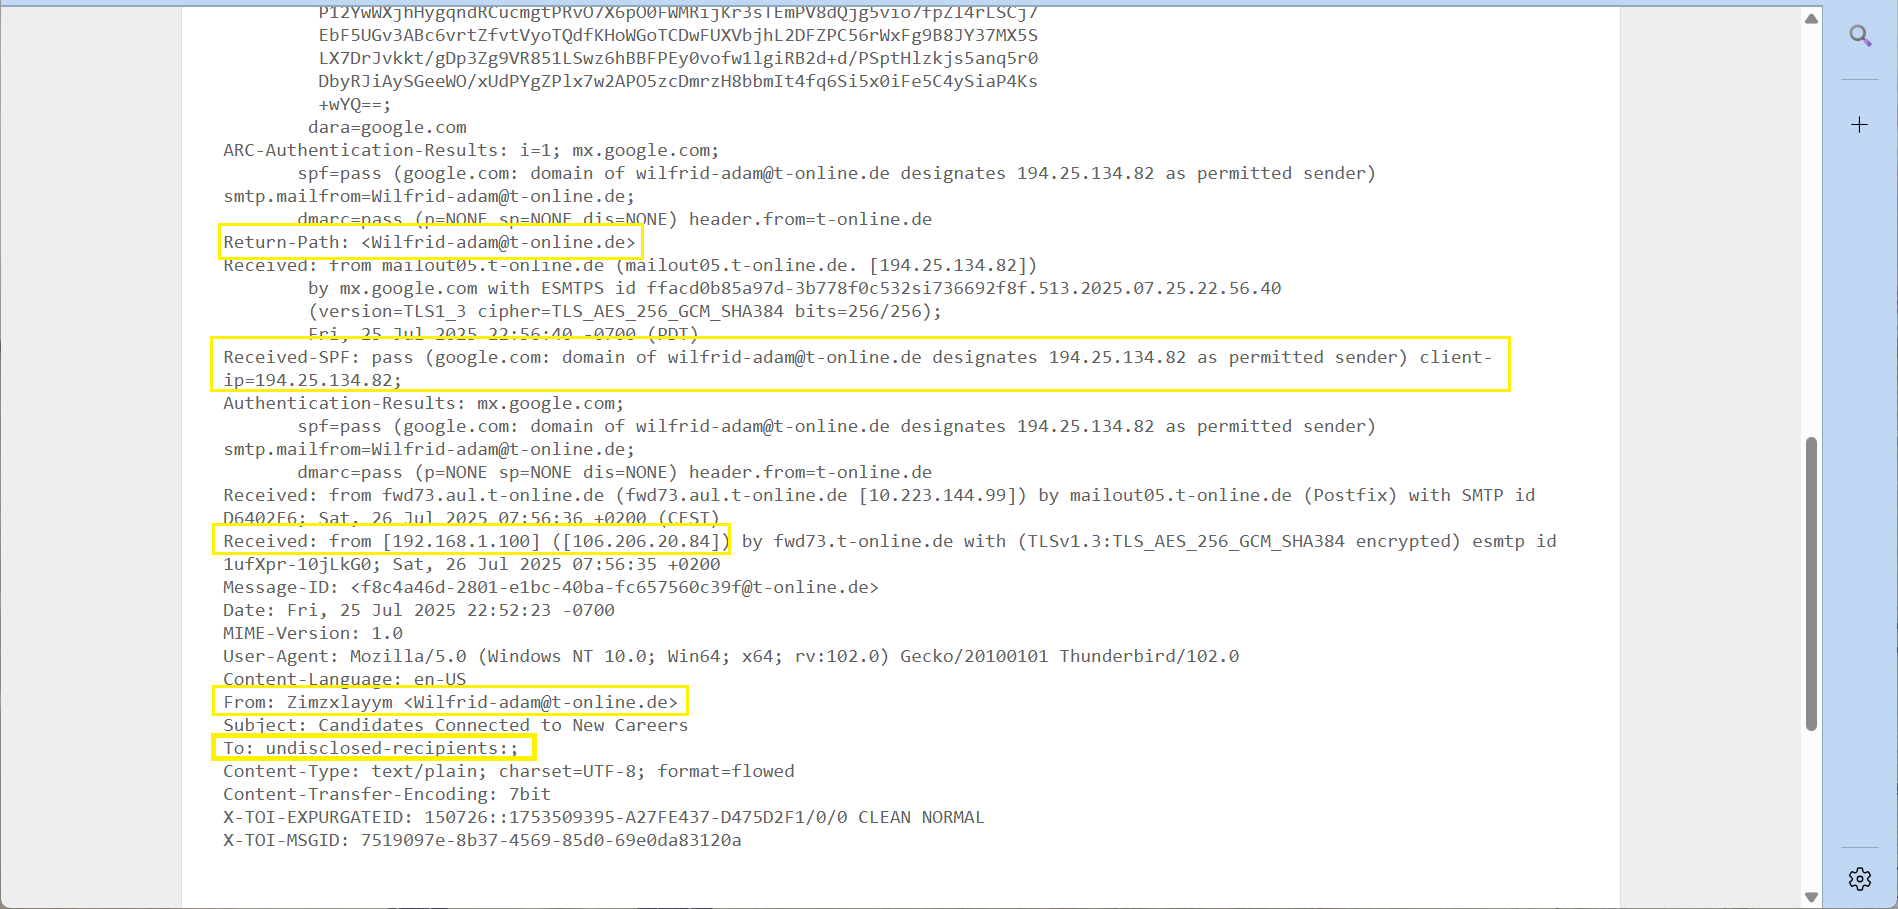 P12YwWXjhHygqndRCucmgtPRvO7X6pO0FWMRijKr3sTEmPV8dQjg5vio7fpZl4rLSCj7
EbF5UGv3ABc6vrtZfvtVyoTQdfKHoWGoTCDwFUXVbjhL2DFZPC56rWxFg9B8JY37MX5S
LX7DrJvkkt/gDp3Zg9VR851LSwz6hBBFPEy0vofw1lgiRB2d+d/PSptHlzkjs5anq5r0
DbyRJiAySGeeWO/xUdPYgZPlx7w2APO5zcDmrzH8bbmIt4fq6Si5x0iFe5C4ySiaP4Ks
+wYQ==;
dara=google.com
ARC-Authentication-Results: i=1; mx.google.com;
spf=pass (google.com: domain of wilfrid-adam@t-online.de designates 194.25.134.82 as permitted sender)
smtp.mailfrom=Wilfrid-adam@t-online.de;
dmarc=pass (p=NONE sp=NONE dis=NONE) header.from=t-online.de
Return-Path: <Wilfrid-adam@t-online.de>
Received: from mailout05.t-online.de (mailout05.t-online.de. [194.25.134.82])
by mx.google.com with ESMTPS id ffacd0b85a97d-3b778f0c532si736692f8f.513.2025.07.25.22.56.40
(version=TLS1_3 cipher=TLS_AES_256_GCM_SHA384 bits=256/256);
Fri, 25 Jul 2025 22:56:40 -0700 (PDT)
Received-SPF: pass (google.com: domain of wilfrid-adam@t-online.de designates 194.25.134.82 as permitted sender) client-
ip=194.25.134.82;
Authentication-Results: mx.google.com;
spf=pass (google.com: domain of wilfrid-adam@t-online.de designates 194.25.134.82 as permitted sender)
smtp.mailfrom=Wilfrid-adam@t-online.de;
dmarc=pass (p=NONE sp=NONE dis=NONE) header.from=t-online.de
Received: from fwd73.aul.t-online.de (fwd73.aul.t-online.de [10.223.144.99]) by mailout05.t-online.de (Postfix) with SMTP id
D6402F6; Sat, 26 Jul 2025 07:56:36 +0200 (CEST)
Received: from [192.168.1.100] ([106.206.20.84]) by fwd73.t-online.de with (TLSv1.3:TLS_AES_256_GCM_SHA384 encrypted) esmtp id
1ufXpr-10jLkG0; Sat, 26 Jul 2025 07:56:35 +0200
Message-ID: <f8c4a46d-2801-e1bc-40ba-fc657560c39f@t-online.de>
Date: Fri, 25 Jul 2025 22:52:23 -0700
MIME-Version: 1.0
User-Agent: Mozilla/5.0 (Windows NT 10.0; Win64; x64; rv:102.0) Gecko/20100101 Thunderbird/102.0
Content-Language: en-US
From: Zimzxlayym <Wilfrid-adam@t-online.de>
Subject: Candidates Connected to New Careers
To: undisclosed-recipients:;
Content-Type: text/plain; charset=UTF-8; format=flowed
Content-Transfer-Encoding: 7bit
X-TOI-EXPURGATEID: 150726::1753509395-A27FE437-D475D2F1/0/0 CLEAN NORMAL
X-TOI-MSGID: 7519097e-8b37-4569-85d0-69e0da83120a